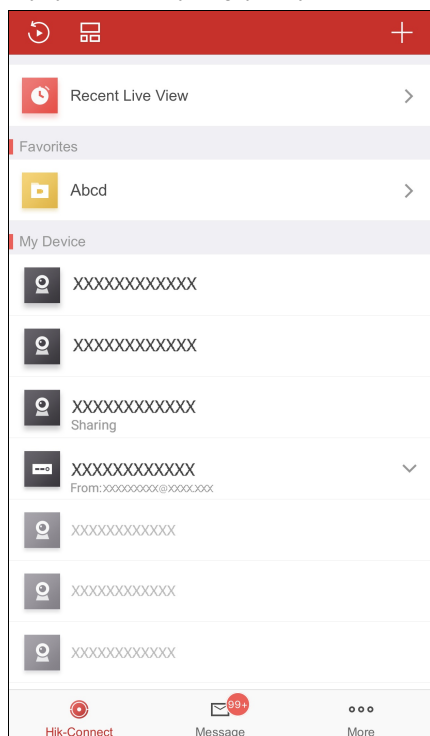 Recent Live View
Favorites
Abcd
My Device
XXXXXXXXXXXX
XXXXXXXXXXXX
XXXXXXXXXXXX
Sharing
XXXXXXXXXXXX
From:XXXXXXXXX@XXXX.XXX
XXXXXXXXXXXX
XXXXXXXXXXXX
XXXXXXXXXXXX
99+
Hik-Connect Message More